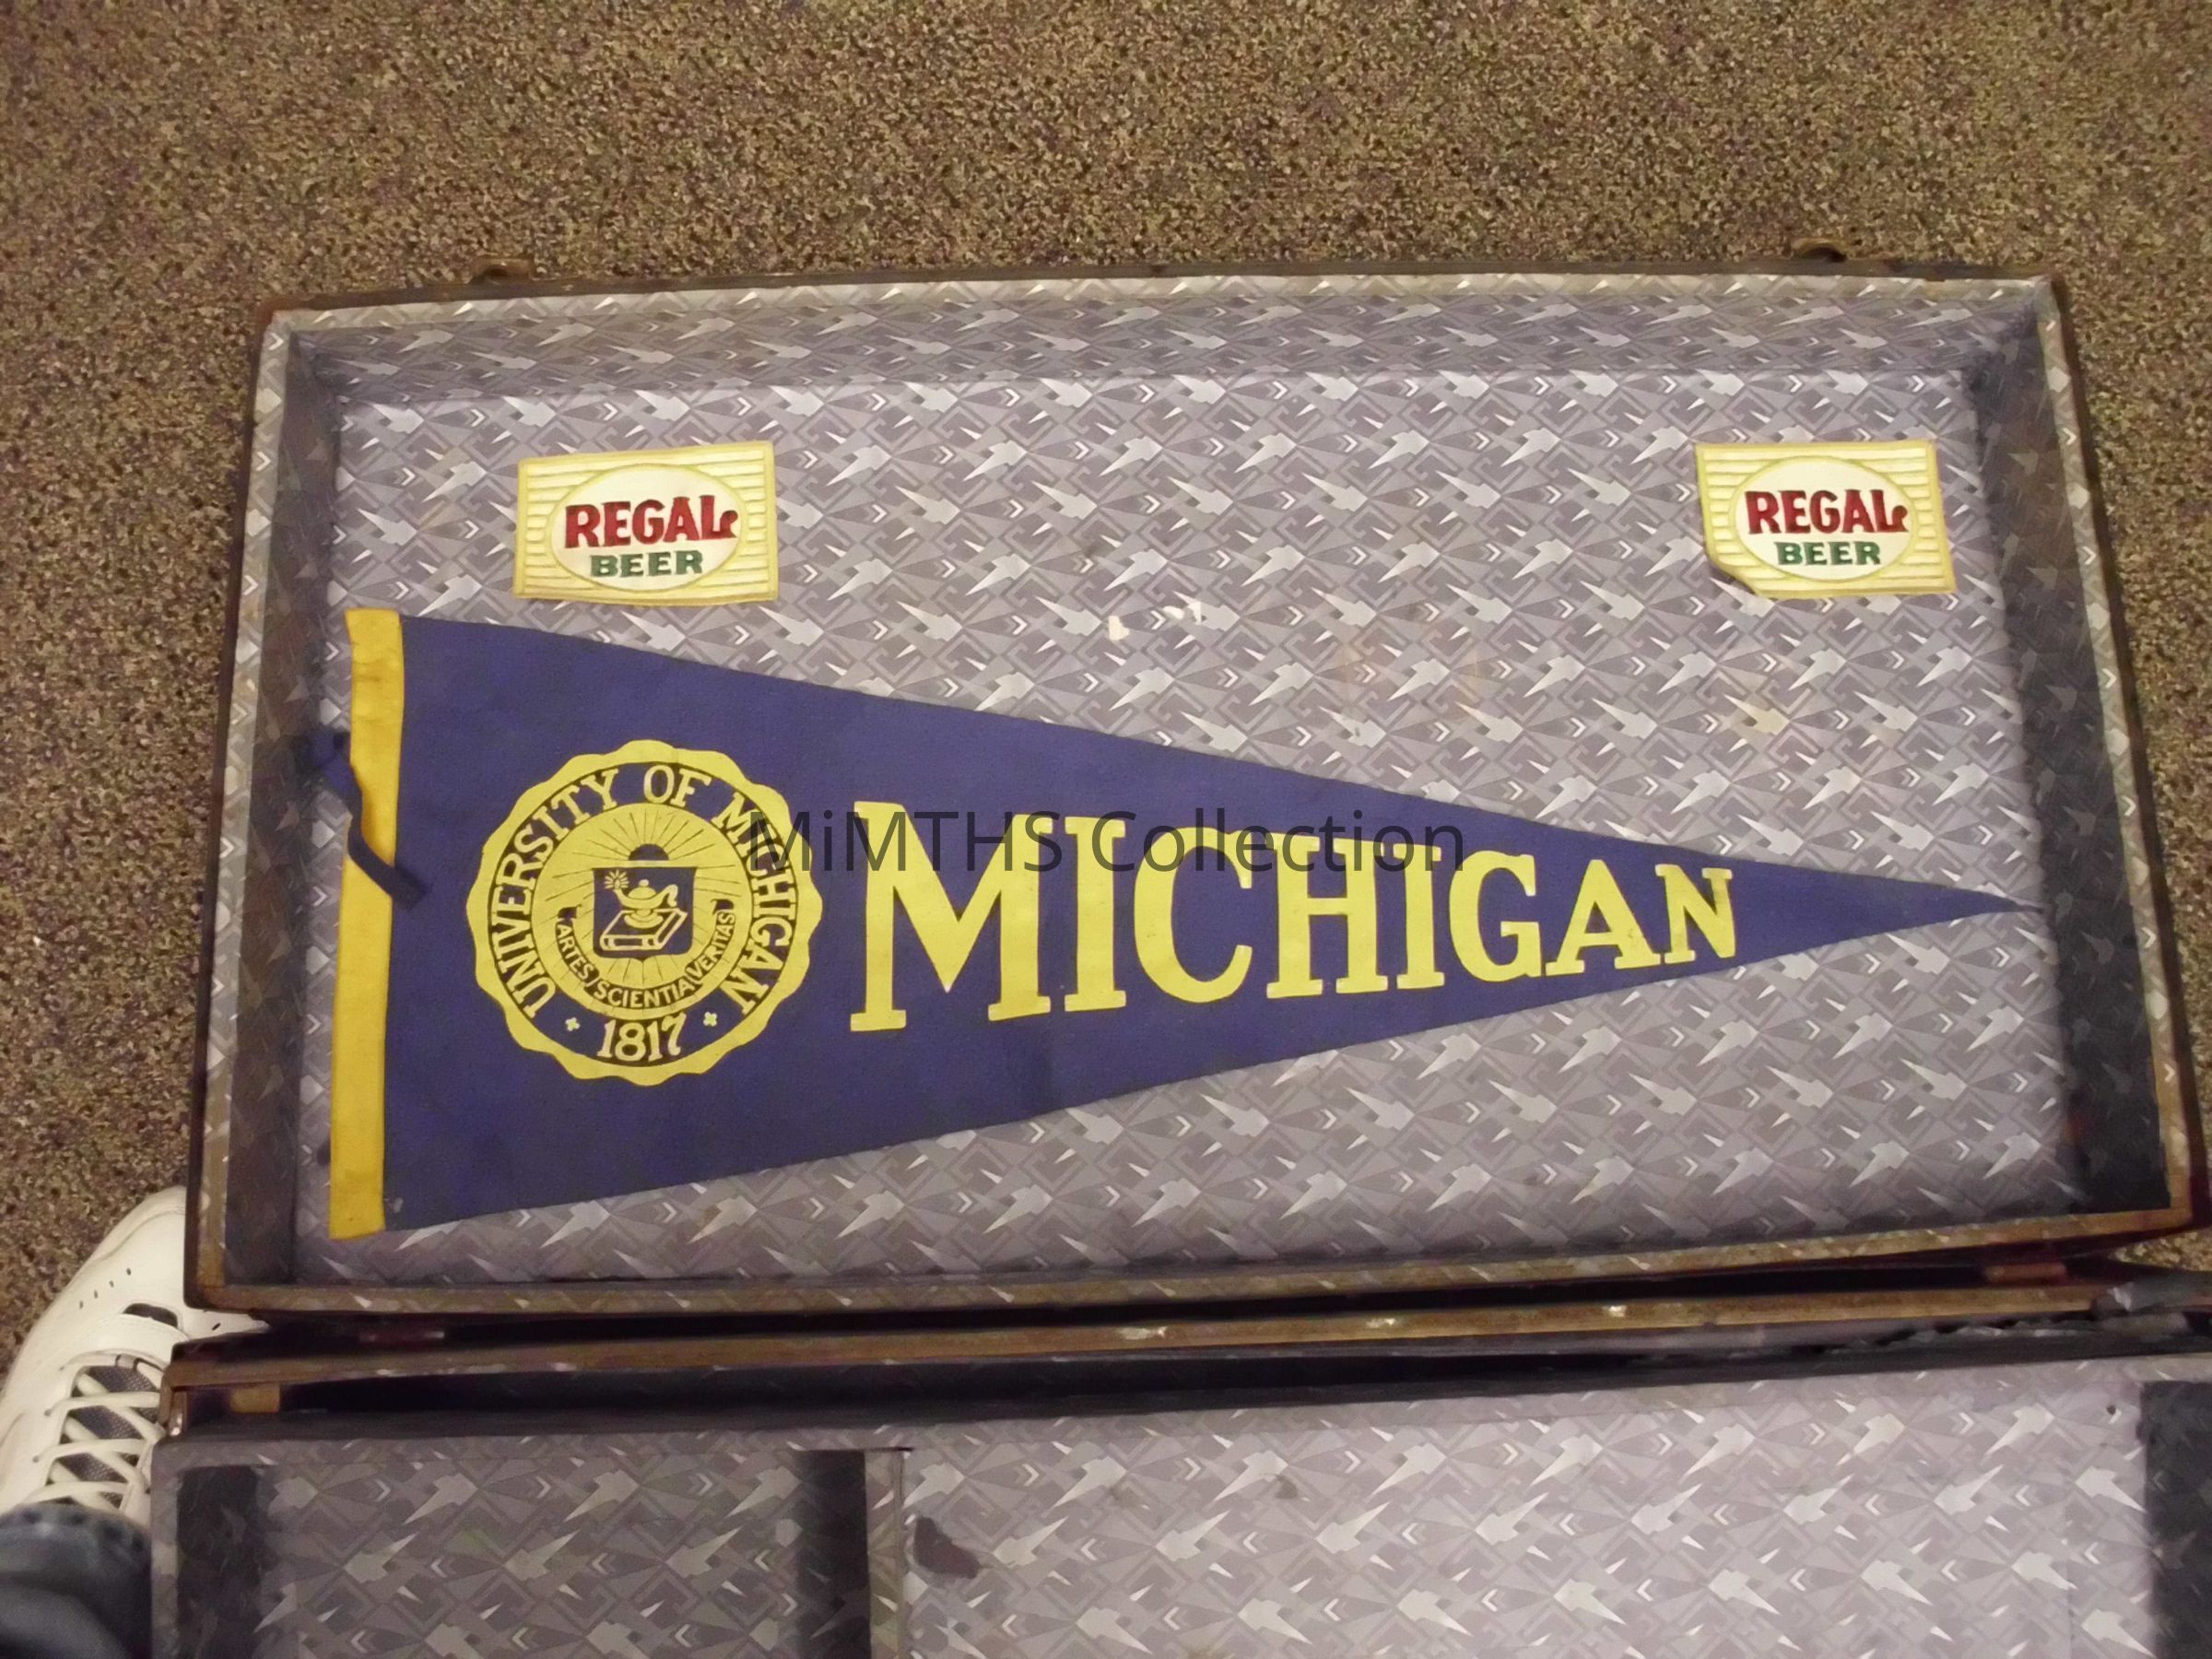 REGAL
BEER
REGAL
BEER
UNIVERSITY OF MICHIGAN
ARTES SCIENTIA VERITAS
· 1817 ·
MICHIGAN
MiMTHS Collection